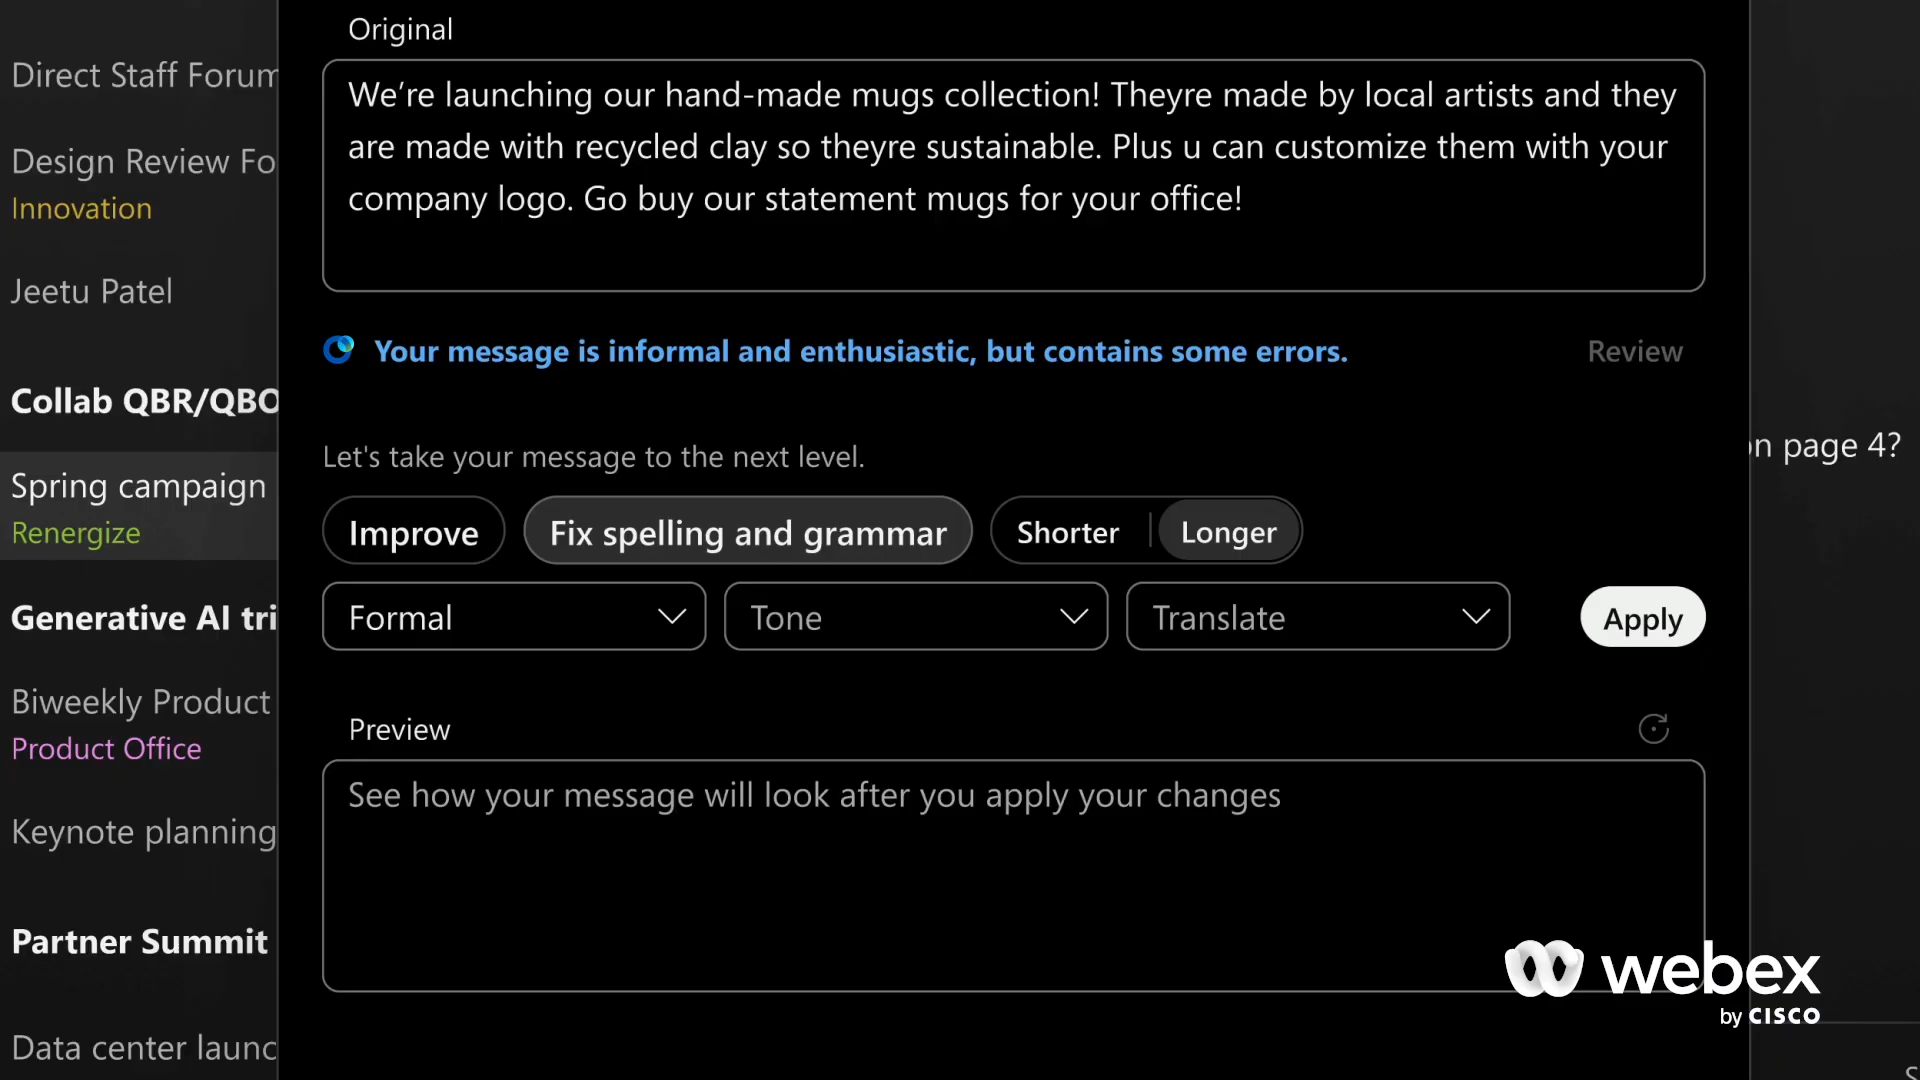 Direct Staff Forum
Design Review Fo
Innovation
Jeetu Patel
Collab QBR/QBO
Spring campaign
Renergize
Generative AI tri
Biweekly Product
Product Office
Keynote planning
Partner Summit
Data center launc
Original
We’re launching our hand-made mugs collection! Theyre made by local artists and they
are made with recycled clay so theyre sustainable. Plus u can customize them with your
company logo. Go buy our statement mugs for your office!
Your message is informal and enthusiastic, but contains some errors.
Review
Let's take your message to the next level.
Improve
Fix spelling and grammar
Shorter
Longer
Formal
Tone
Translate
Apply
Preview
See how your message will look after you apply your changes
on page 4?
webex
by CISCO